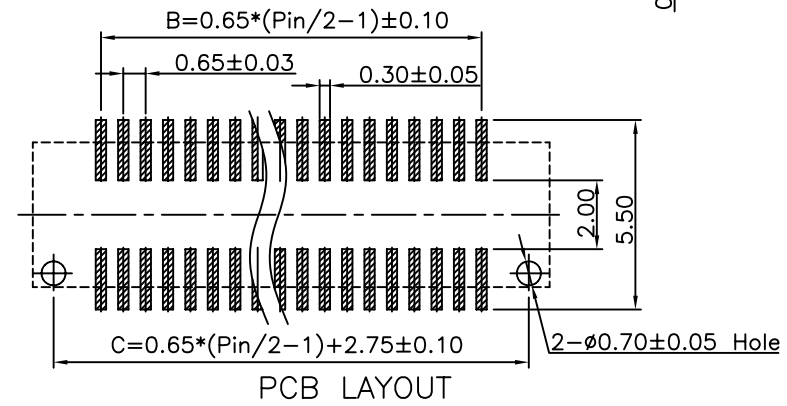 B=0.65*(Pin/2-1)±0.10
0.65±0.03
0.30±0.05
2.00
5.50
C=0.65*(Pin/2-1)+2.75±0.10
2-ø0.70±0.05 Hole
PCB LAYOUT